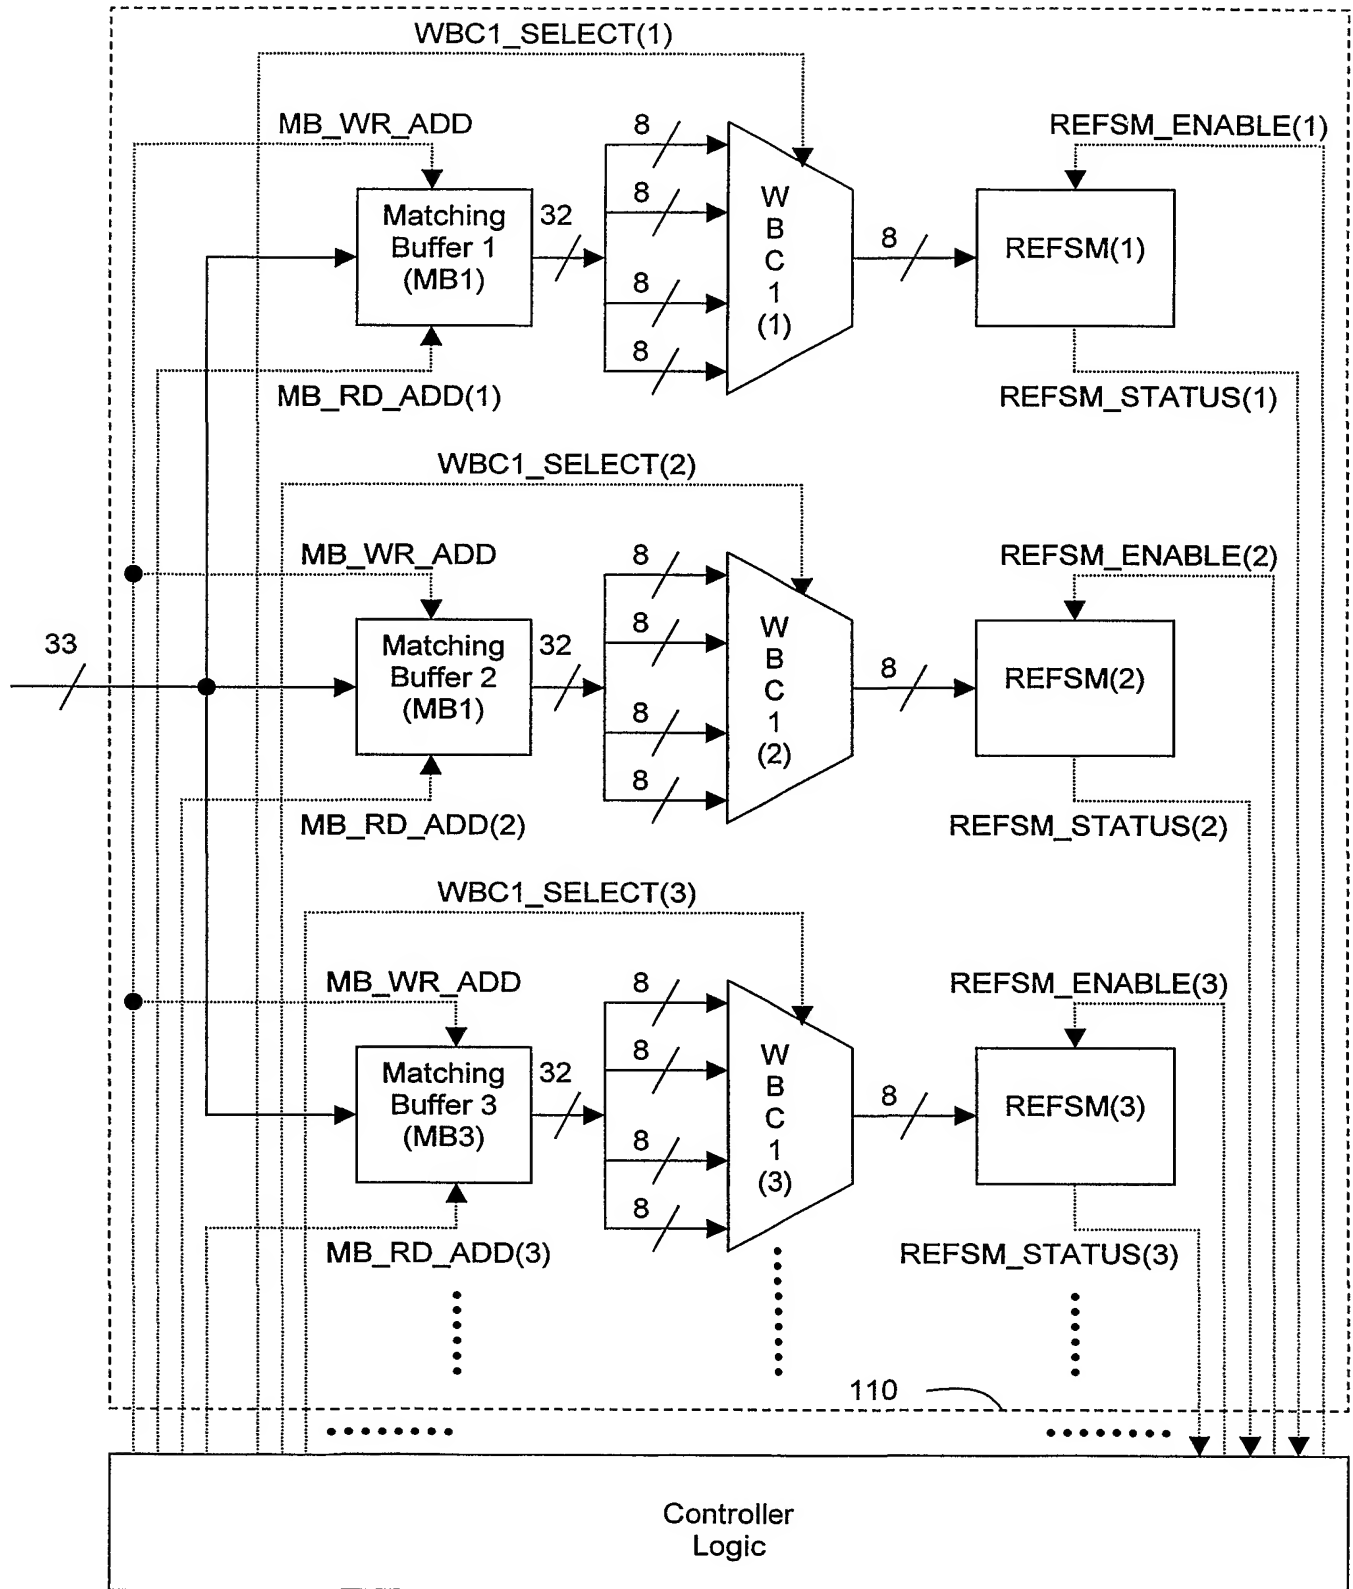 WBC1_SELECT(1)
MB_WR_ADD
8
REFSM_ENABLE(1)
Matching
Buffer 1
(MB1)
32
8
8
8
W
B
C
1
(1)
8
REFSM(1)
MB_RD_ADD(1)
REFSM_STATUS(1)
WBC1_SELECT(2)
MB_WR_ADD
8
REFSM_ENABLE(2)
33
Matching
Buffer 2
(MB1)
32
8
8
8
W
B
C
1
(2)
8
REFSM(2)
MB_RD_ADD(2)
REFSM_STATUS(2)
WBC1_SELECT(3)
MB_WR_ADD
8
REFSM_ENABLE(3)
Matching
Buffer 3
(MB3)
32
8
8
8
W
B
C
1
(3)
8
REFSM(3)
MB_RD_ADD(3)
REFSM_STATUS(3)
110
Controller
Logic